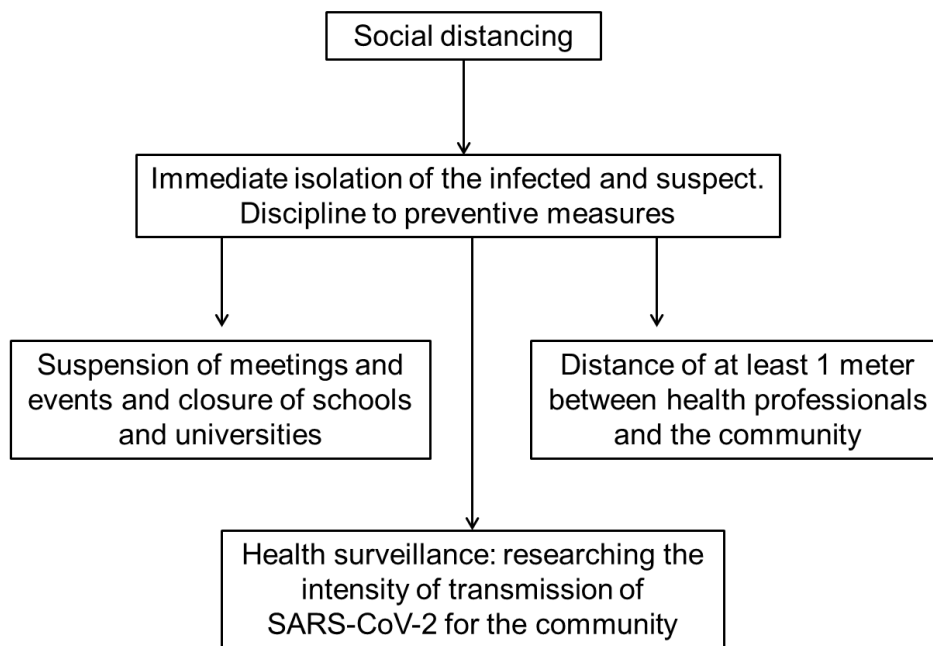 Social distancing
Immediate isolation of the infected and suspect.
Discipline to preventive measures
Suspension of meetings and
events and closure of schools
and universities
Distance of at least 1 meter
between health professionals
and the community
Health surveillance: researching the
intensity of transmission of
SARS-CoV-2 for the community